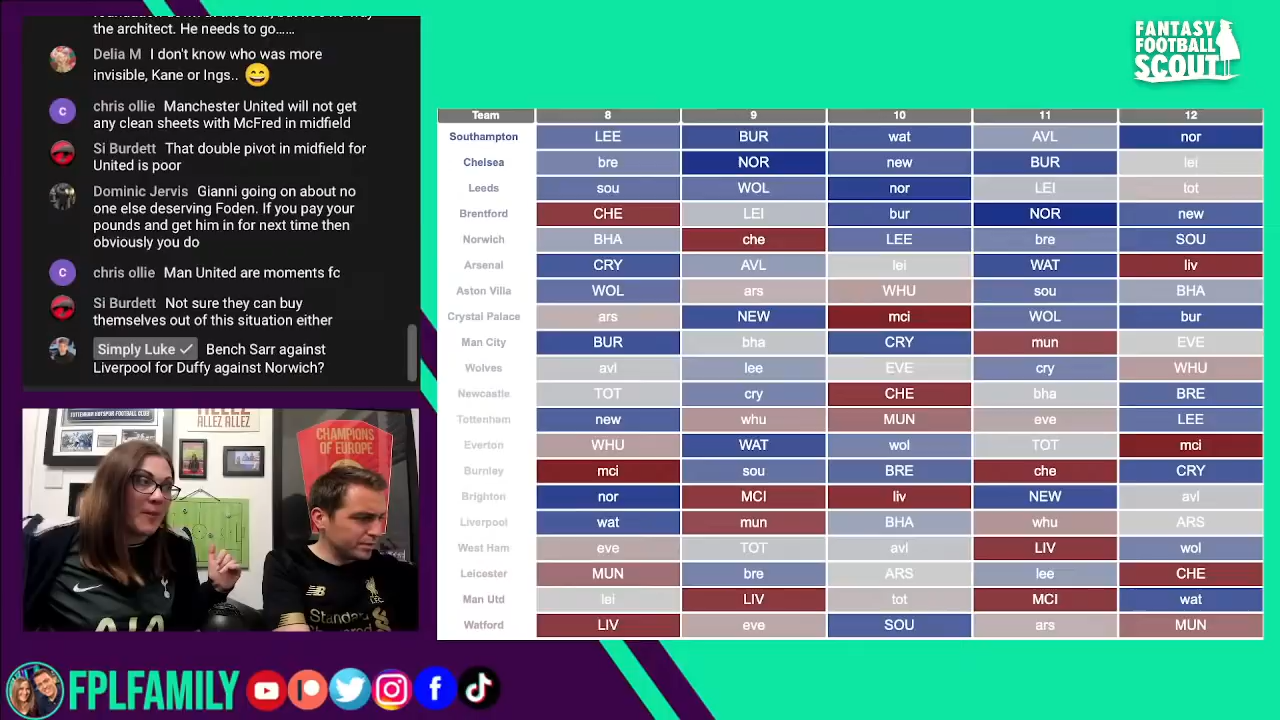 the architect. He needs to go......
Delia M I don't know who was more
invisible, Kane or Ings.. 😄
C chris ollie Manchester United will not get
any clean sheets with McFred in midfield
Si Burdett That double pivot in midfield for
United is poor
Dominic Jervis Gianni going on about no
one else deserving Foden. If you pay your
pounds and get him in for next time then
obviously you do
C chris ollie Man United are moments fc
Si Burdett Not sure they can buy
themselves out of this situation either
Simply Luke ✓ Bench Sarr against
Liverpool for Duffy against Norwich?
FANTASY
FOOTBALL
SCOUT
Team 8 9 10 11 12
Southampton LEE BUR wat AVL nor
Chelsea bre NOR new BUR lei
Leeds sou WOL nor LEI tot
Brentford CHE LEI bur NOR new
Norwich BHA che LEE bre SOU
Arsenal CRY AVL lei WAT liv
Aston Villa WOL ars WHU sou BHA
Crystal Palace ars NEW mci WOL bur
Man City BUR bha CRY mun EVE
Wolves avl lee EVE cry WHU
Newcastle TOT cry CHE bha BRE
Tottenham new whu MUN eve LEE
Everton WHU WAT wol TOT mci
Burnley mci sou BRE che CRY
Brighton nor MCI liv NEW avl
Liverpool wat mun BHA whu ARS
West Ham eve TOT avl LIV wol
Leicester MUN bre ARS lee CHE
Man Utd lei LIV tot MCI wat
Watford LIV eve SOU ars MUN
TOTTENHAM HOTSPUR FOOTBALL CLUB
ALLEZ ALLEZ
CHAMPIONS
OF EUROPE
AIA
Standard
FPLFAMILY